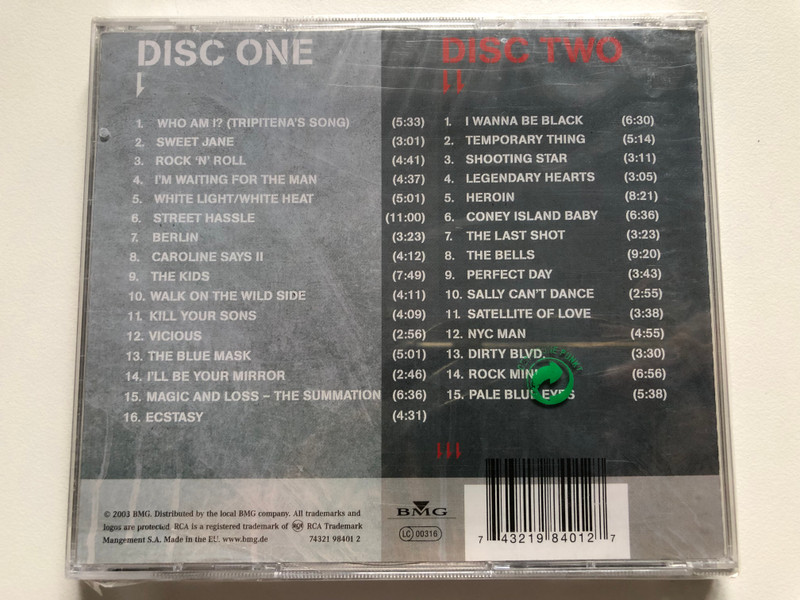 DISC ONE
1
1. WHO AM I? (TRIPITENA'S SONG) (5:33)
2. SWEET JANE (3:01)
3. ROCK 'N' ROLL (4:41)
4. I'M WAITING FOR THE MAN (4:37)
5. WHITE LIGHT/WHITE HEAT (5:01)
6. STREET HASSLE (11:00)
7. BERLIN (3:23)
8. CAROLINE SAYS II (4:12)
9. THE KIDS (7:49)
10. WALK ON THE WILD SIDE (4:11)
11. KILL YOUR SONS (4:09)
12. VICIOUS (2:56)
13. THE BLUE MASK (5:01)
14. I'LL BE YOUR MIRROR (2:46)
15. MAGIC AND LOSS – THE SUMMATION (6:36)
16. ECSTASY (4:31)
DISC TWO
11
1. I WANNA BE BLACK (6:30)
2. TEMPORARY THING (5:14)
3. SHOOTING STAR (3:11)
4. LEGENDARY HEARTS (3:05)
5. HEROIN (8:21)
6. CONEY ISLAND BABY (6:36)
7. THE LAST SHOT (3:23)
8. THE BELLS (9:20)
9. PERFECT DAY (3:43)
10. SALLY CAN'T DANCE (2:55)
11. SATELLITE OF LOVE (3:38)
12. NYC MAN (4:55)
13. DIRTY BLVD. (3:30)
14. ROCK MIN (6:56)
15. PALE BLUE EYES (5:38)
111
© 2003 BMG. Distributed by the local BMG company. All trademarks and
logos are protected. RCA is a registered trademark of RCA RCA Trademark
Mangement S.A. Made in the EU. www.bmg.de 74321 98401 2
BMG
LC 00316
7 43219 84012 7